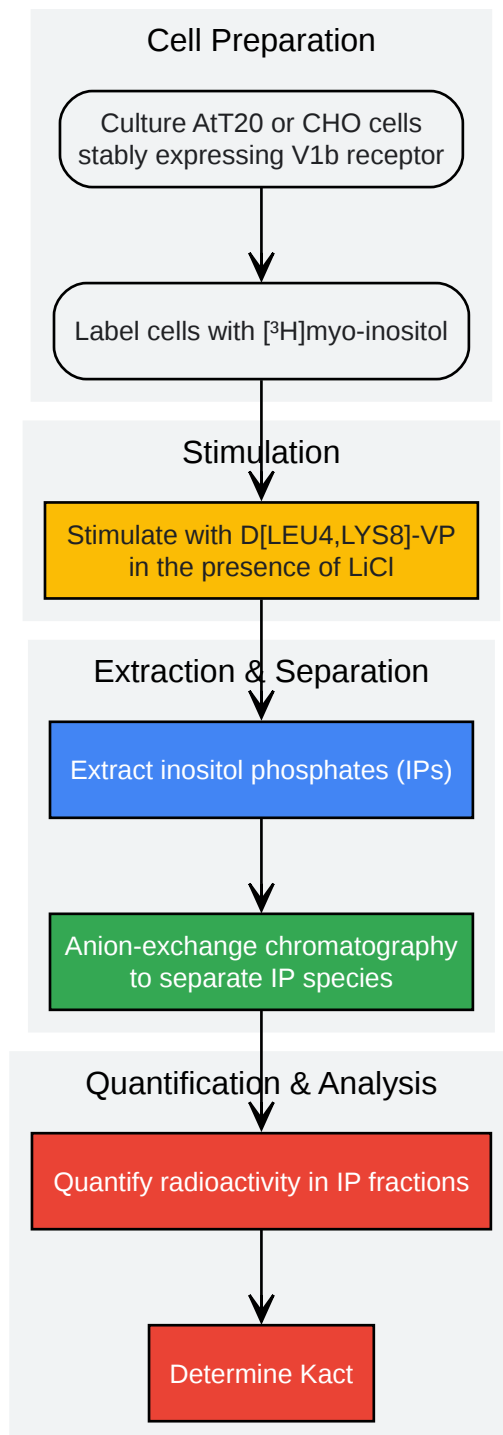 Cell Preparation
Culture AtT20 or CHO cells
stably expressing V1b receptor
Label cells with [³H]myo-inositol
Stimulation
Stimulate with D[LEU4,LYS8]-VP
in the presence of LiCl
Extraction & Separation
Extract inositol phosphates (IPs)
Anion-exchange chromatography
to separate IP species
Quantification & Analysis
Quantify radioactivity in IP fractions
Determine Kact